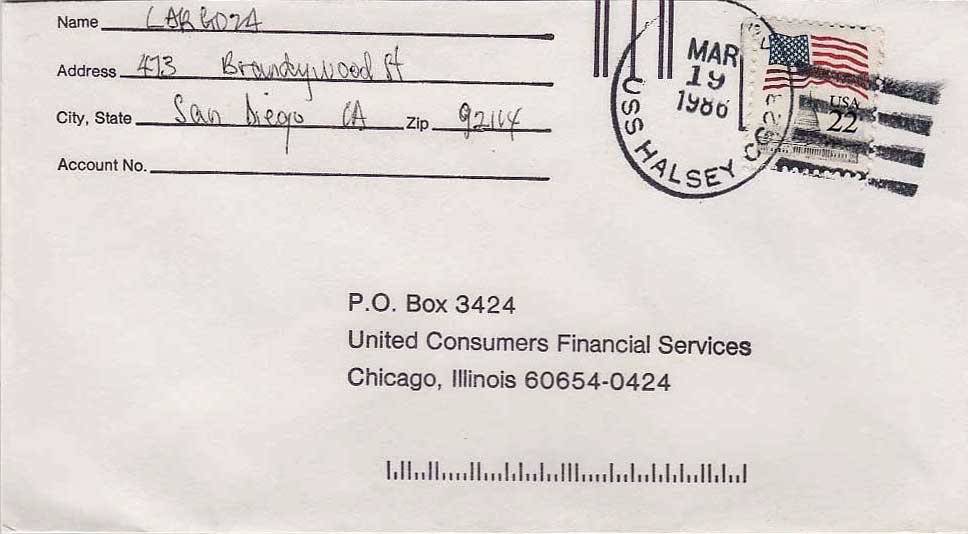 Name LARGOZA
Address 473 Brandywood St
City, State San Diego CA Zip 92114
Account No.
MAR
19
1986
USS HALSEY CG23
USA
22
P.O. Box 3424
United Consumers Financial Services
Chicago, Illinois 60654-0424